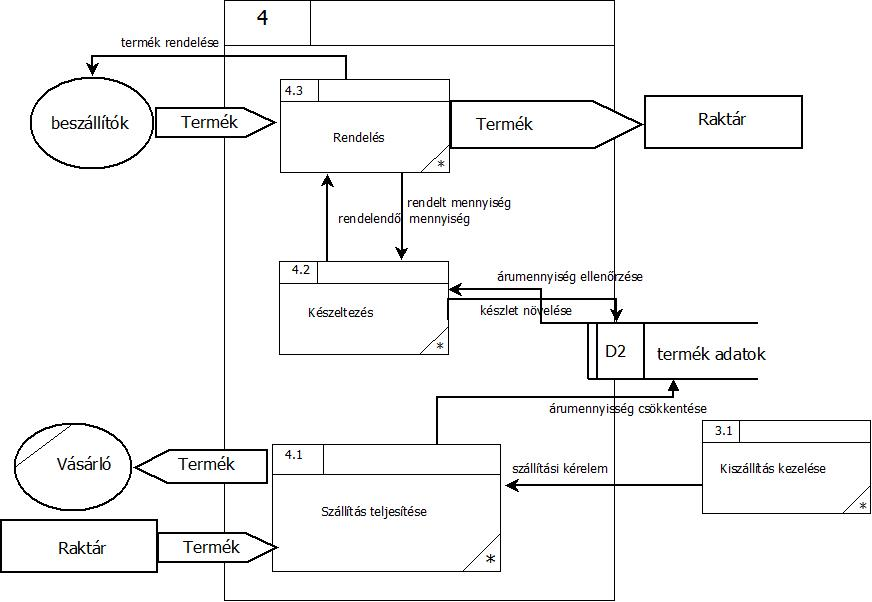 4
termék rendelése
4.3
beszállítók
Termék
Rendelés
*
Termék
Raktár
rendelt mennyiség
rendelendő mennyiség
4.2
Készeltezés
*
árumennyiség ellenőrzése
készlet növelése
D2
termék adatok
árumennyisség csökkentése
3.1
Kiszállítás kezelése
*
Vásárló
Termék
4.1
Szállítás teljesítése
*
szállítási kérelem
Raktár
Termék